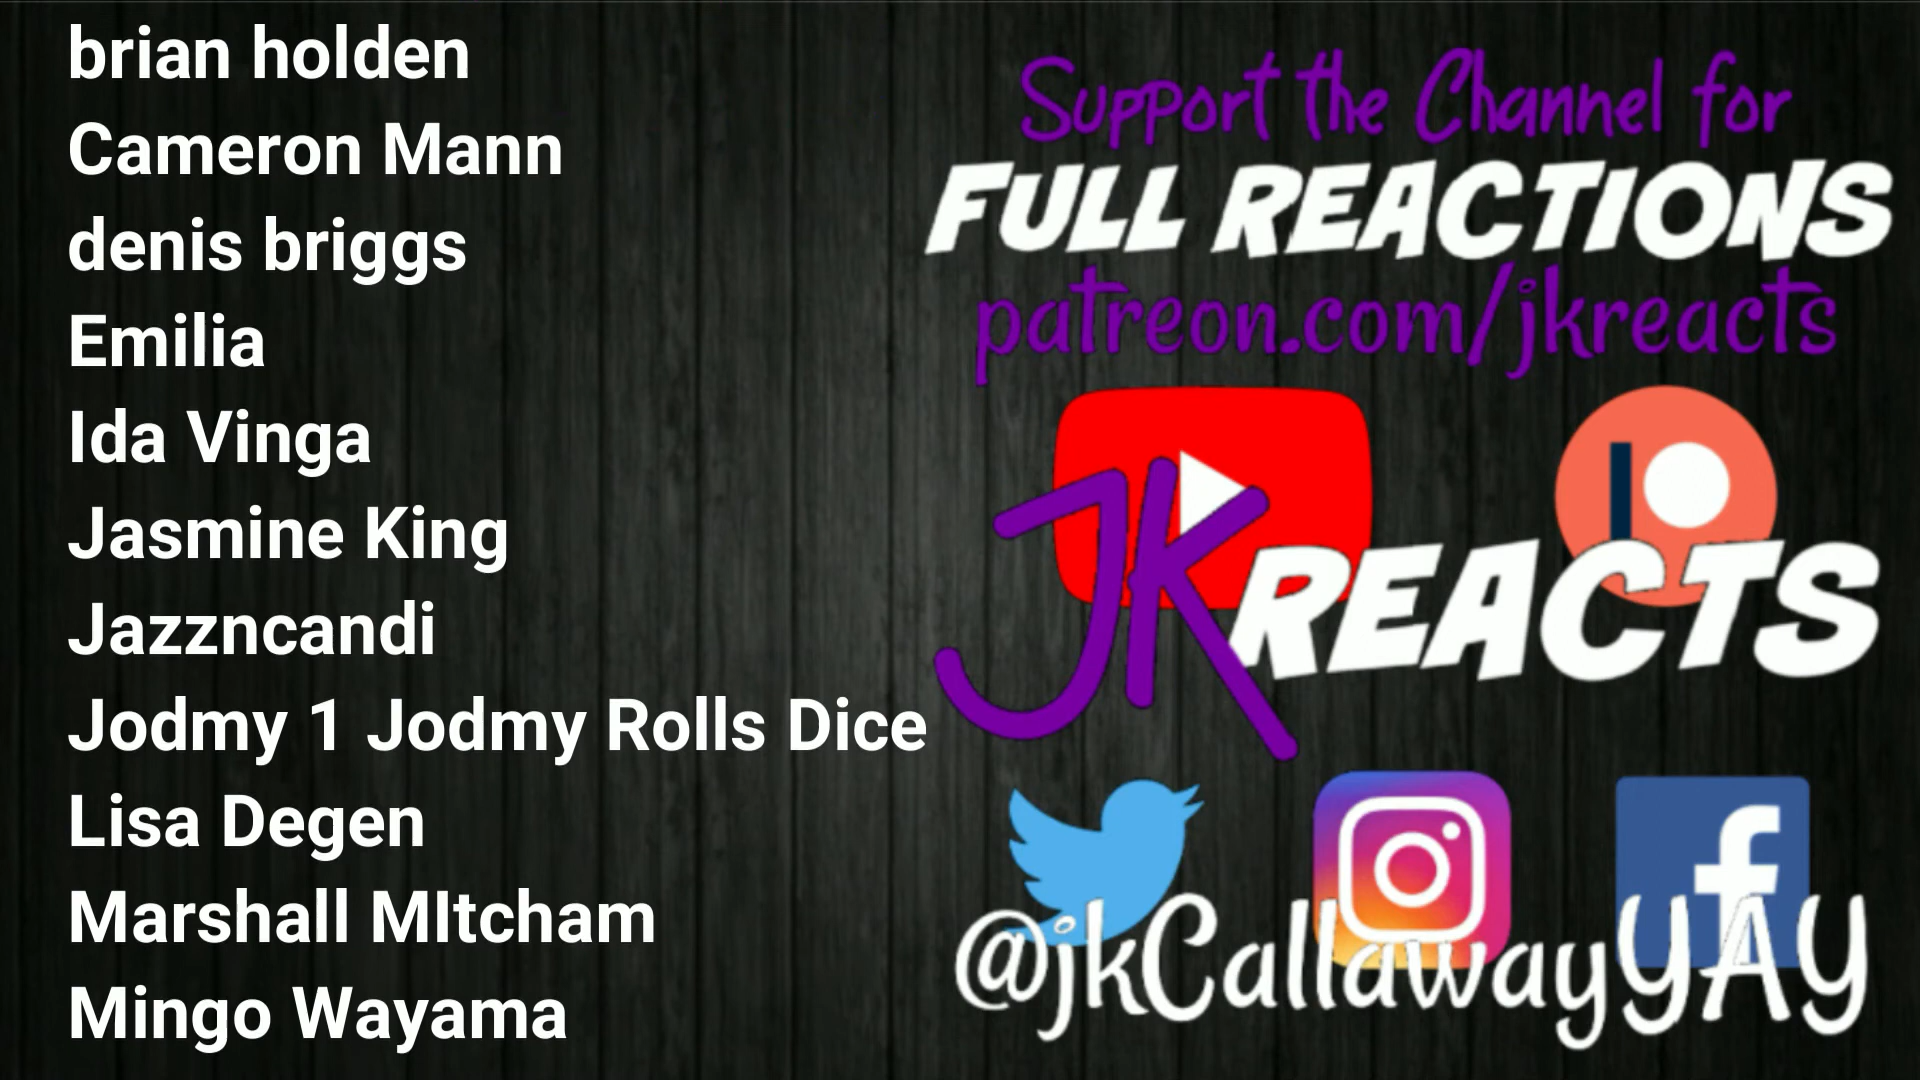 brian holden
Cameron Mann
denis briggs
Emilia
Ida Vinga
Jasmine King
Jazzncandi
Jodmy 1 Jodmy Rolls Dice
Lisa Degen
Marshall MItcham
Mingo Wayama
Support the Channel for
FULL REACTIONS
patreon.com/jkreacts
JK REACTS
@jkCallawayYAY